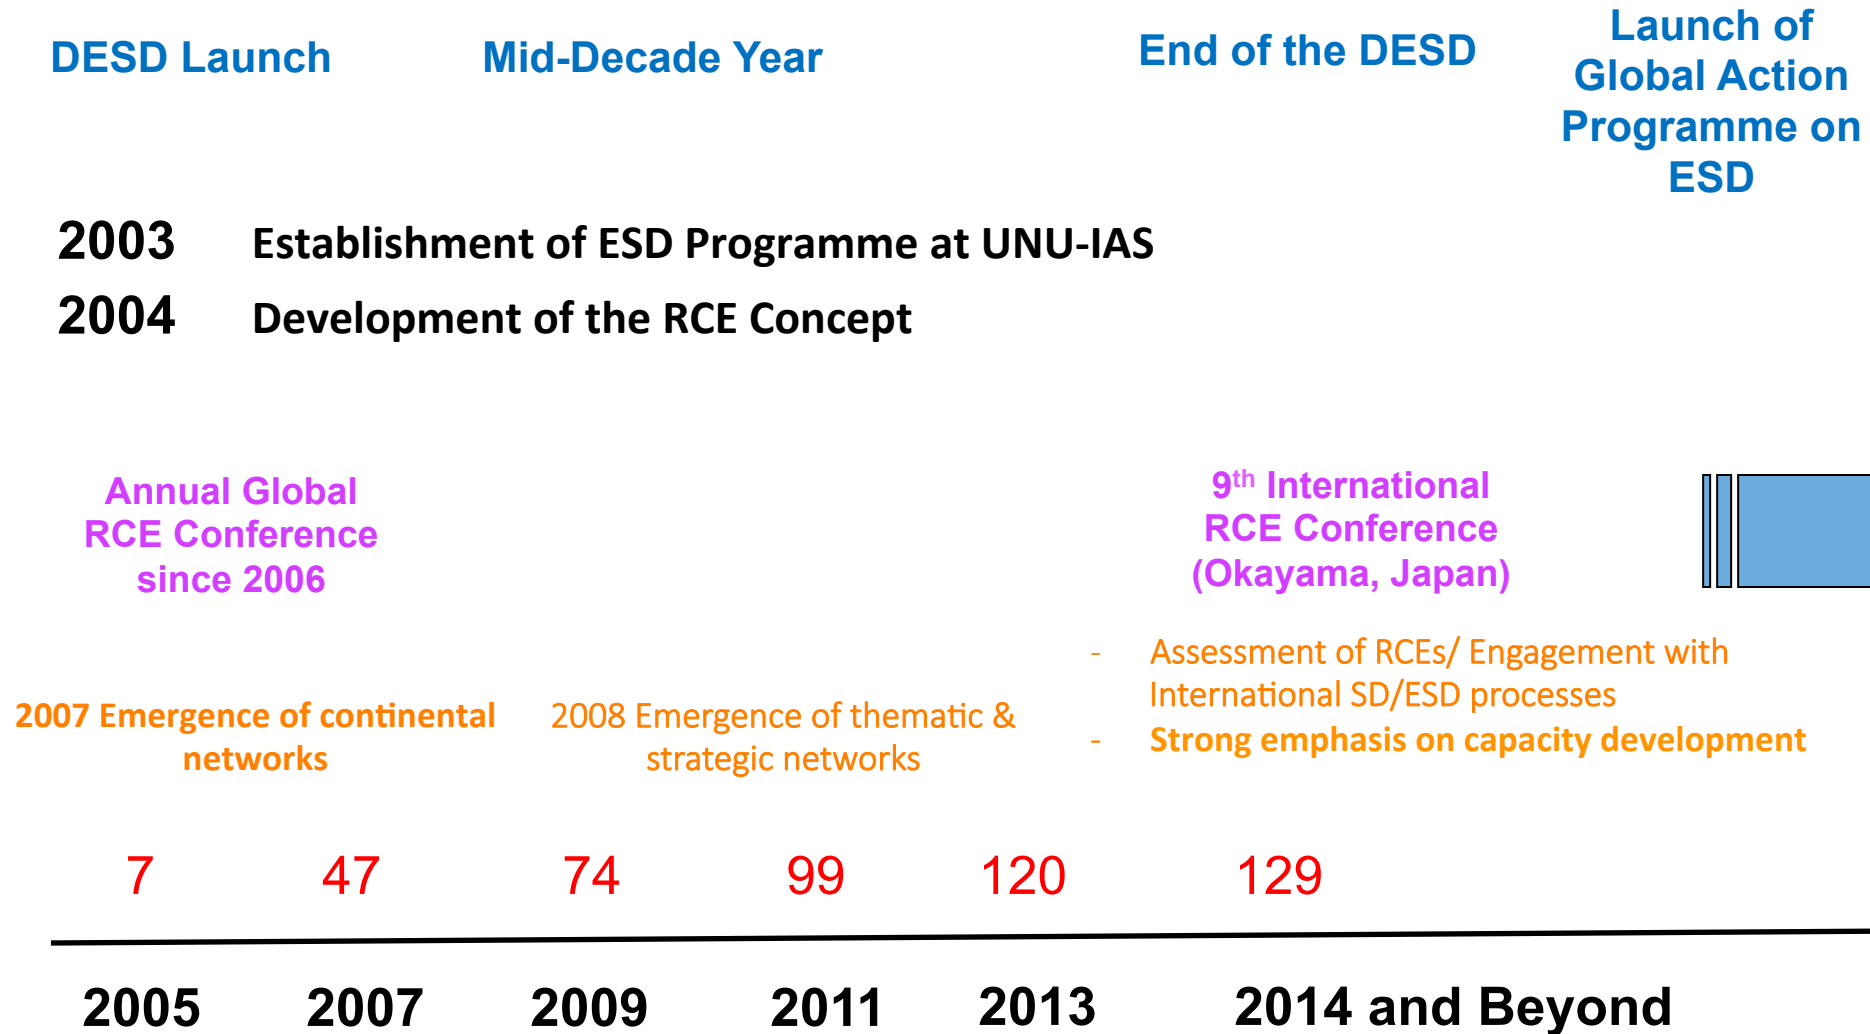 DESD Launch
Mid-Decade Year
End of the DESD
Launch of
Global Action
Programme on
ESD
2003 Establishment of ESD Programme at UNU-IAS
2004 Development of the RCE Concept
Annual Global
RCE Conference
since 2006
9th International
RCE Conference
(Okayama, Japan)
2007 Emergence of continental
networks
2008 Emergence of thematic &
strategic networks
- Assessment of RCEs/ Engagement with
International SD/ESD processes
- Strong emphasis on capacity development
7 47 74 99 120 129
2005 2007 2009 2011 2013 2014 and Beyond